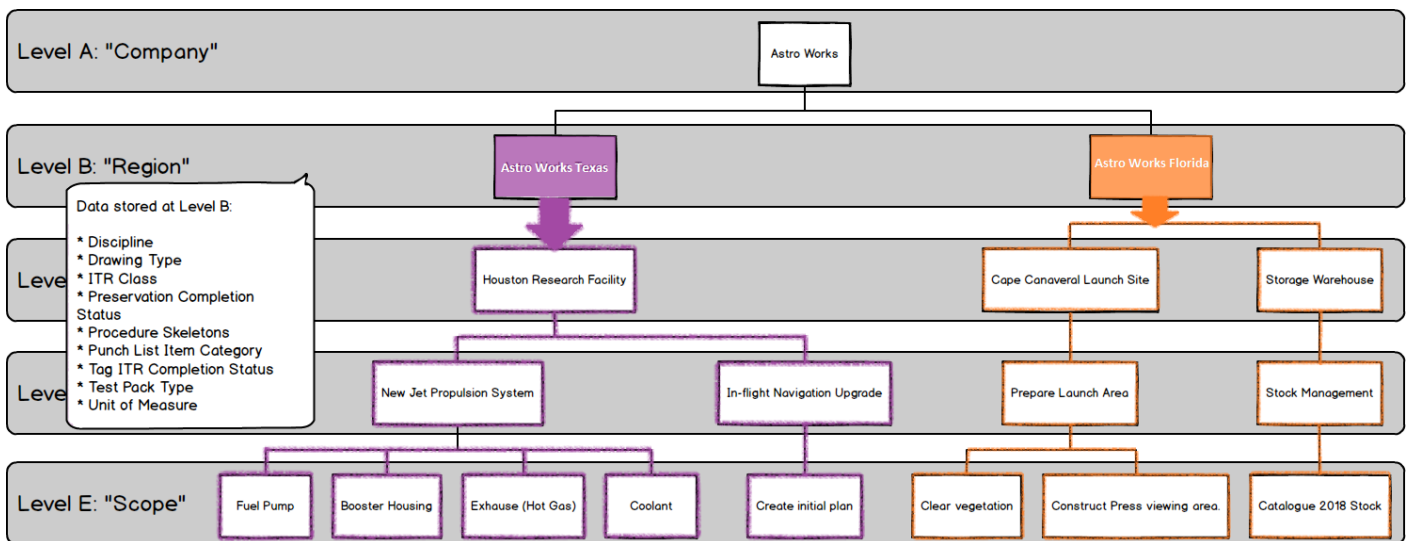 Level A: "Company"
Astro Works
Level B: "Region"
Astro Works Texas
Astro Works Florida
Data stored at Level B:
* Discipline
* Drawing Type
* ITR Class
* Preservation Completion
Status
* Procedure Skeletons
* Punch List Item Category
* Tag ITR Completion Status
* Test Pack Type
* Unit of Measure
Houston Research Facility
Cape Canaveral Launch Site
Storage Warehouse
New Jet Propulsion System
In-flight Navigation Upgrade
Prepare Launch Area
Stock Management
Level E: "Scope"
Fuel Pump
Booster Housing
Exhause (Hot Gas)
Coolant
Create initial plan
Clear vegetation
Construct Press viewing area.
Catalogue 2018 Stock